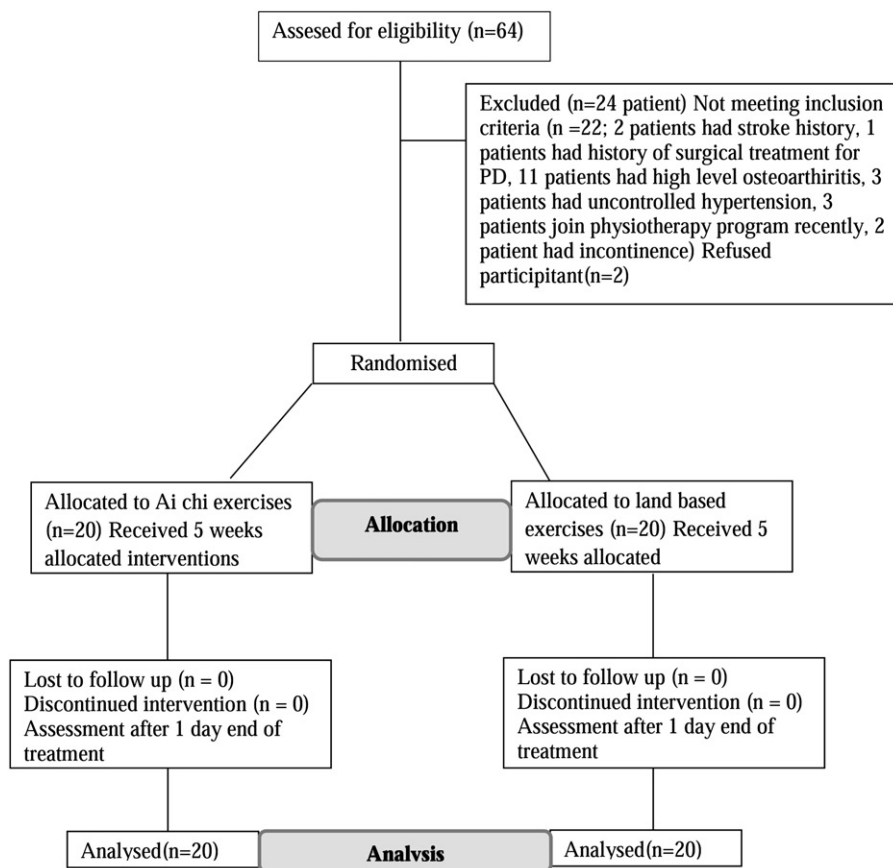 Assesed for eligibility (n=64)
Excluded (n=24 patient) Not meeting inclusion
criteria (n =22; 2 patients had stroke history, 1
patients had history of surgical treatment for
PD, 11 patients had high level osteoarthiritis, 3
patients had uncontrolled hypertension, 3
patients join physiotherapy program recently, 2
patient had incontinence) Refused
participitant(n=2)
Randomised
Allocated to Ai chi exercises
(n=20) Received 5 weeks
allocated interventions
Allocation
Allocated to land based
exercises (n=20) Received 5
weeks allocated
Lost to follow up (n = 0)
Discontinued intervention (n = 0)
Assessment after 1 day end of
treatment
Lost to follow up (n = 0)
Discontinued intervention (n = 0)
Assessment after 1 day end of
treatment
Analysed(n=20)
Analysis
Analysed(n=20)